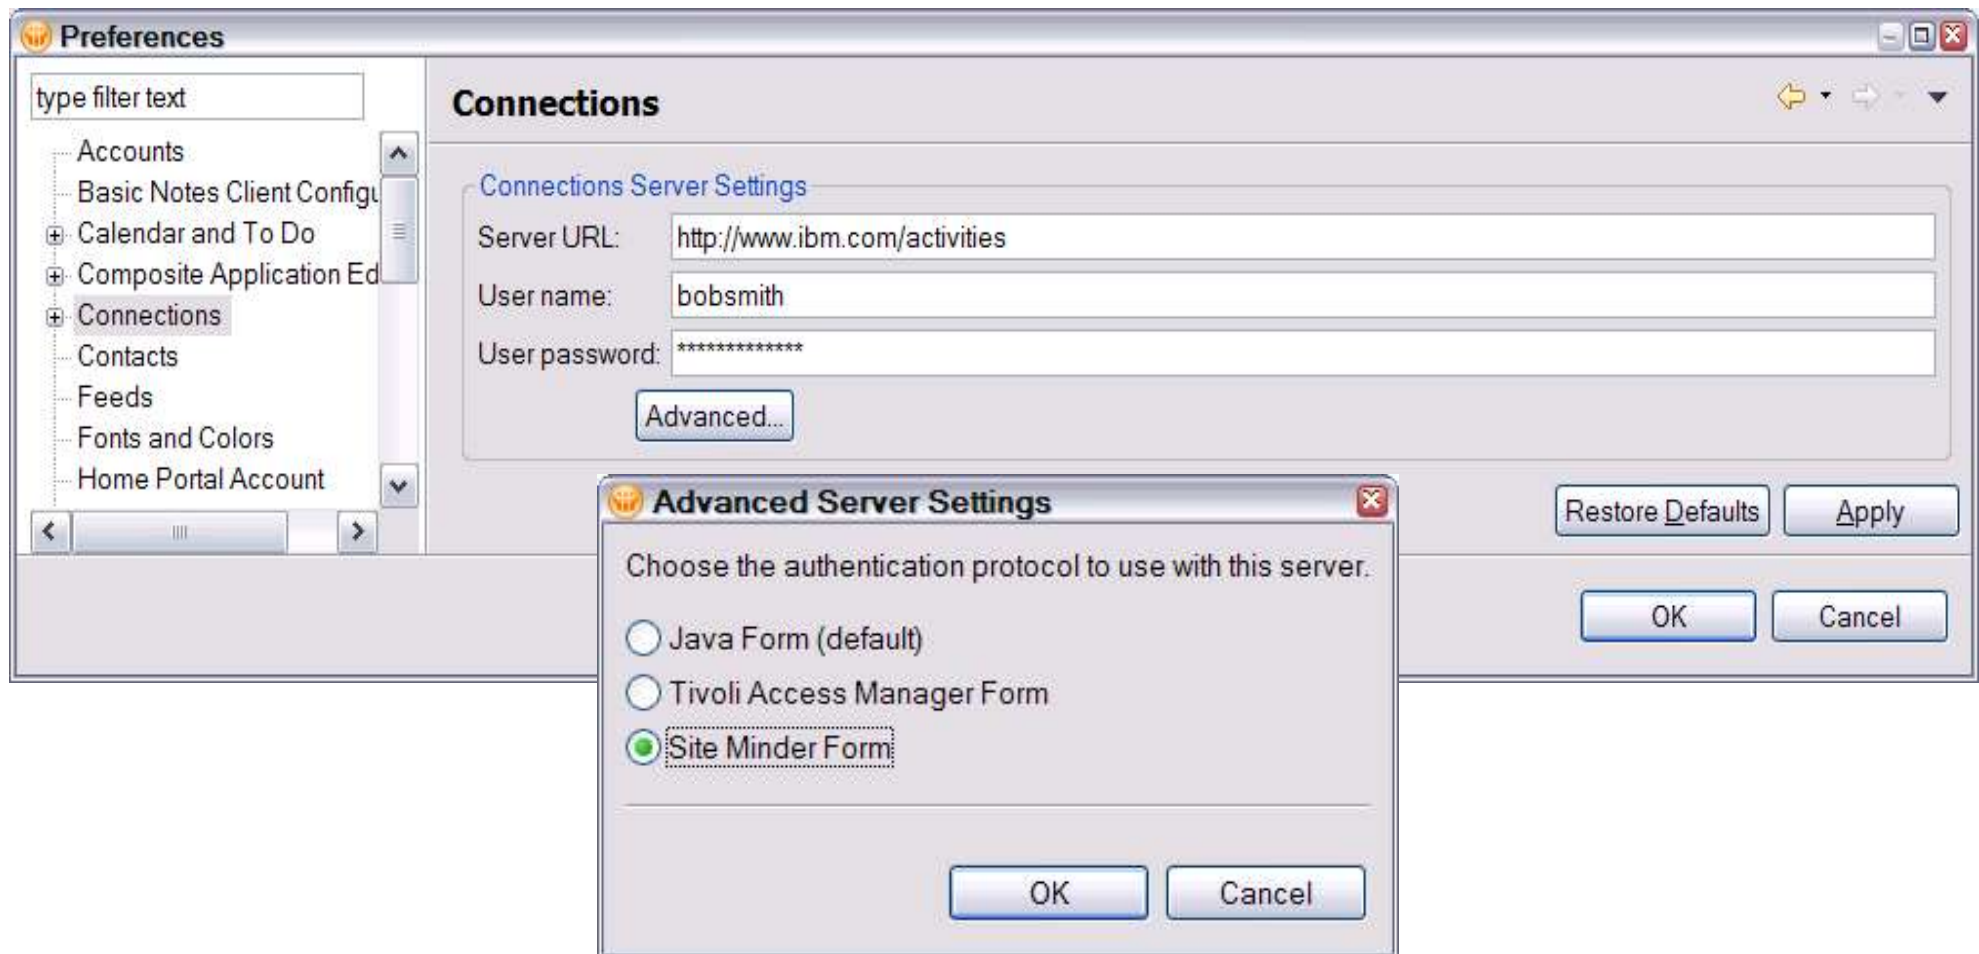 Preferences
type filter text
Accounts
Basic Notes Client Configu
Calendar and To Do
Composite Application Ed
Connections
Contacts
Feeds
Fonts and Colors
Home Portal Account
Connections
Connections Server Settings
Server URL: http://www.ibm.com/activities
User name: bobsmith
User password: *************
Advanced...
Restore Defaults Apply
OK Cancel
Advanced Server Settings
Choose the authentication protocol to use with this server.
Java Form (default)
Tivoli Access Manager Form
Site Minder Form
OK Cancel